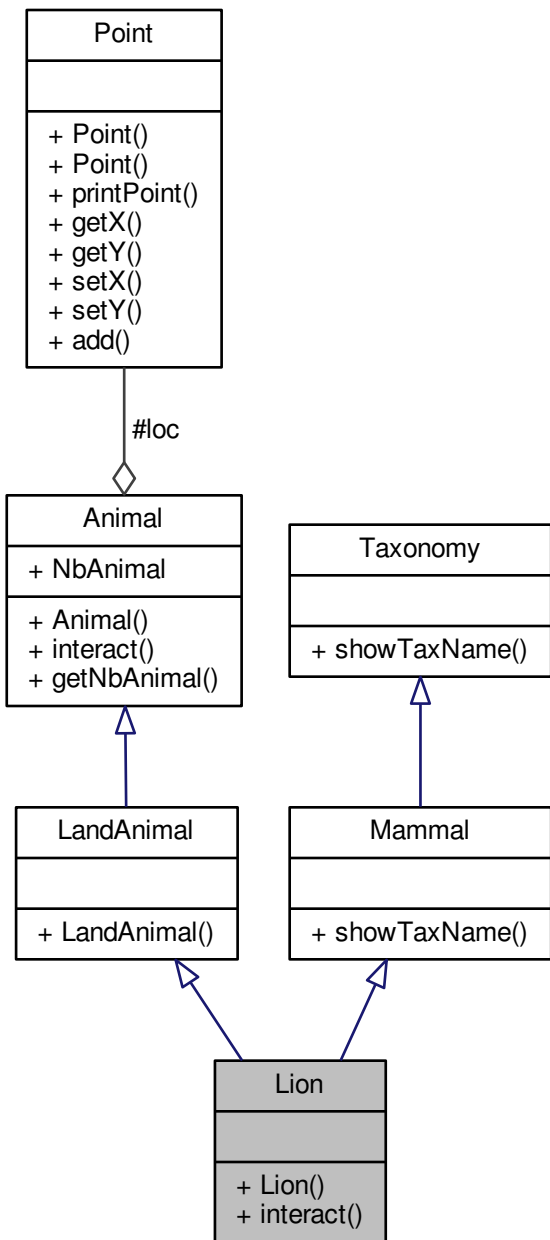 Point
+ Point()
+ Point()
+ printPoint()
+ getX()
+ getY()
+ setX()
+ setY()
+ add()
#loc
Animal
+ NbAnimal
+ Animal()
+ interact()
+ getNbAnimal()
Taxonomy
+ showTaxName()
LandAnimal
+ LandAnimal()
Mammal
+ showTaxName()
Lion
+ Lion()
+ interact()